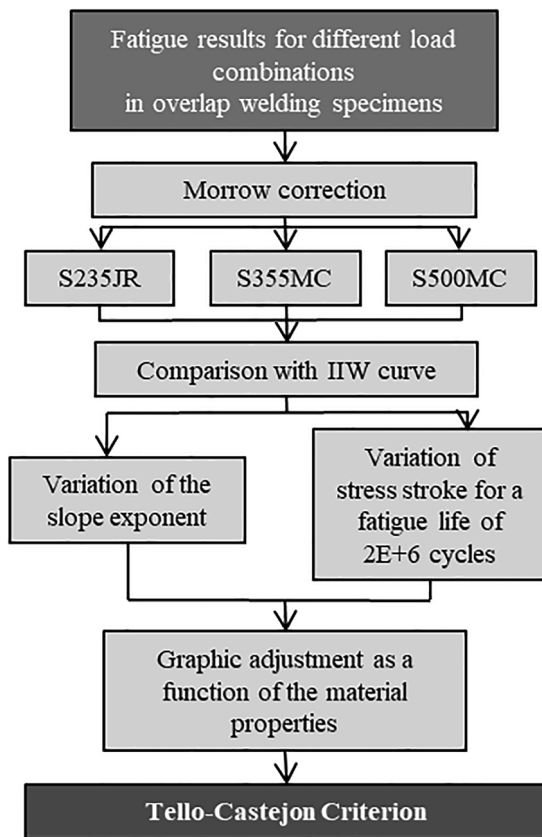 Fatigue results for different load
combinations
in overlap welding specimens
Morrow correction
S235JR
S355MC
S500MC
Comparison with IIW curve
Variation of the
slope exponent
Variation of
stress stroke for a
fatigue life of
2E+6 cycles
Graphic adjustment as a
function of the material
properties
Tello-Castejon Criterion